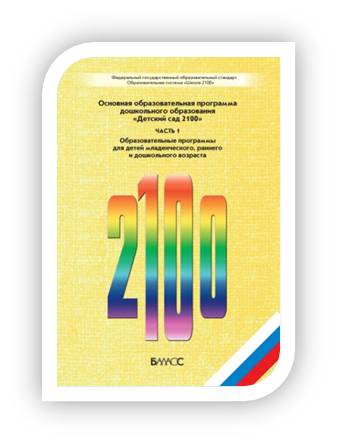 Федеральный государственный образовательный стандарт
Образовательная система «Школа 2100»
Основная образовательная программа
дошкольного образования
«Детский сад 2100»
ЧАСТЬ 1
Образовательные программы
для детей младенческого, раннего
и дошкольного возраста
2100
БАЛАСС